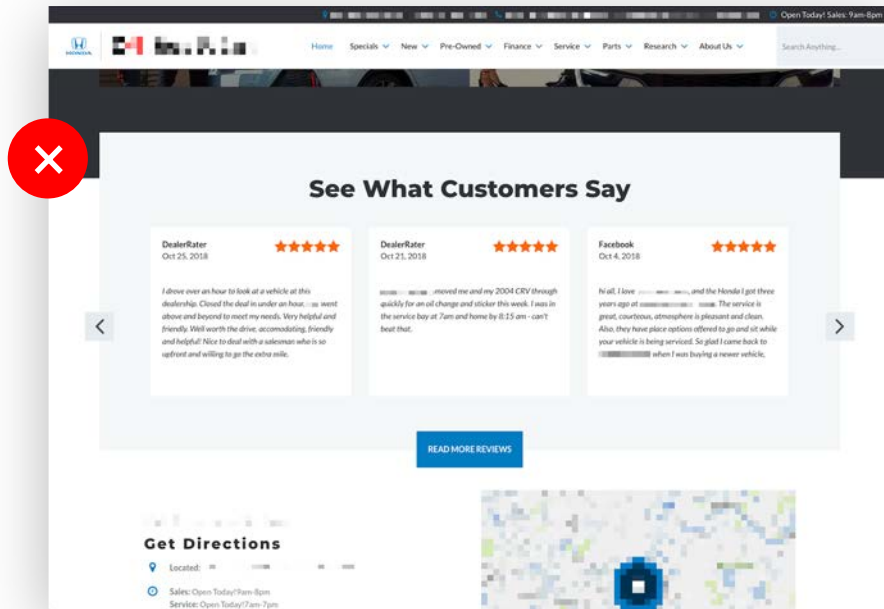 Open Today! Sales: 9am-8pm
HONDA
Home Specials New Pre-Owned Finance Service Parts Research About Us Search Anything...
See What Customers Say
DealerRater
Oct 25, 2018
I drove over an hour to look at a vehicle at this
dealership. Closed the deal in under an hour. went
above and beyond to meet my needs. Very helpful and
friendly. Well worth the drive, accomodating, friendly
and helpful! Nice to deal with a salesman who is so
upfront and willing to go the extra mile.
DealerRater
Oct 21, 2018
moved me and my 2004 CRV through
quickly for an oil change and sticker this week. I was in
the service bay at 7am and home by 8:15 am - can't
beat that.
Facebook
Oct 4, 2018
hi all, I love , and the Honda I got three
years ago at . The service is
great, courteous, atmosphere is pleasant and clean.
Also, they have place options offered to go and sit while
your vehicle is being serviced. So glad I came back to
when I was buying a newer vehicle,
READ MORE REVIEWS
Get Directions
Located:
Sales: Open Today!9am-8pm
Service: Open Today!7am-7pm